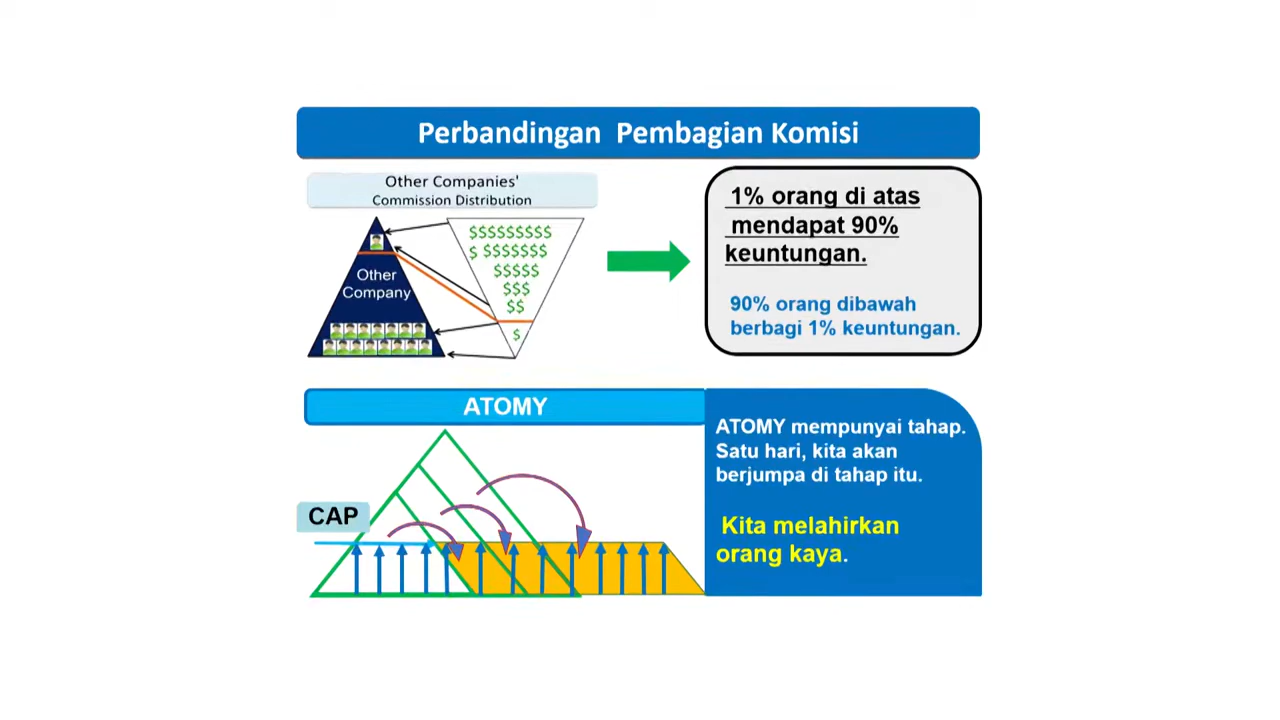 Perbandingan  Pembagian Komisi
Other Companies'
Commission Distribution
$$$$$$$$$
$ $$$$$$$
$$$$$
$$$
$$
$
Other
Company
1% orang di atas
mendapat 90%
keuntungan.
90% orang dibawah
berbagi 1% keuntungan.
ATOMY
CAP
ATOMY mempunyai tahap.
Satu hari, kita akan
berjumpa di tahap itu.
Kita melahirkan
orang kaya.